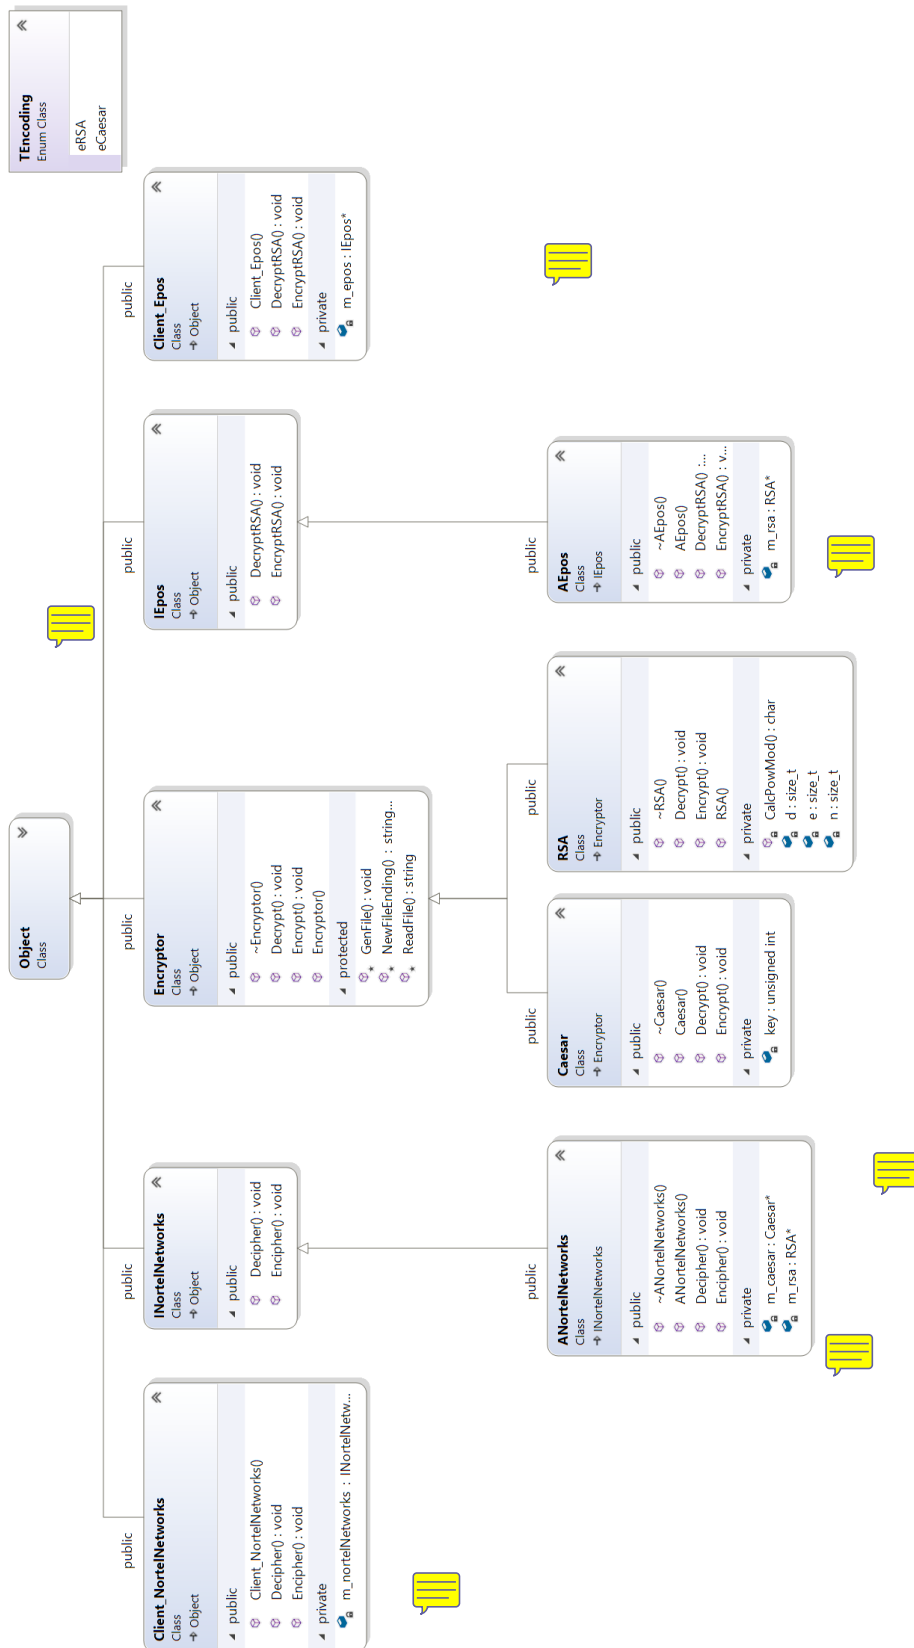 Object
Class
TEncoding
Enum Class
eRSA
eCaesar
public
Client_NortelNetworks
Class
Object
public
Client_NortelNetworks()
Decipher() : void
Encipher() : void
private
m_nortelNetworks : INortelNetw...
public
INortelNetworks
Class
Object
public
Decipher() : void
Encipher() : void
public
Encryptor
Class
Object
public
~Encryptor()
Decrypt() : void
Encrypt() : void
Encryptor()
protected
GenFile() : void
NewFileEnding() : string...
ReadFile() : string
public
IEpos
Class
Object
public
DecryptRSA() : void
EncryptRSA() : void
public
Client_Epos
Class
Object
public
Client_Epos()
DecryptRSA() : void
EncryptRSA() : void
private
m_epos : IEpos*
public
ANortelNetworks
Class
INortelNetworks
public
~ANortelNetworks()
ANortelNetworks()
Decipher() : void
Encipher() : void
private
m_caesar : Caesar*
m_rsa : RSA*
public
Caesar
Class
Encryptor
public
~Caesar()
Caesar()
Decrypt() : void
Encrypt() : void
private
key : unsigned int
public
RSA
Class
Encryptor
public
~RSA()
Decrypt() : void
Encrypt() : void
RSA()
private
CalcPowMod() : char
d : size_t
e : size_t
n : size_t
public
AEpos
Class
IEpos
public
~AEpos()
AEpos()
DecryptRSA() :...
EncryptRSA() : v...
private
m_rsa : RSA*